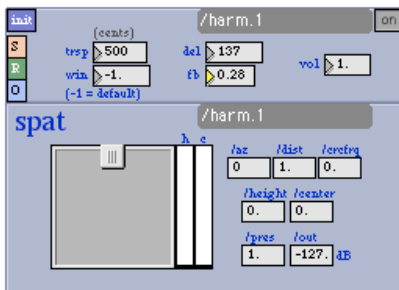 init /harm.1 on
(cents)
S trsp 500 del 137
R win -1. fb 0.28 vol 1.
O (-1 = default)
spat /harm.1
h c
/az /dist /crcfrq
0 1. 0.
/height /center
0. 0.
/pres /out
1. -127. dB